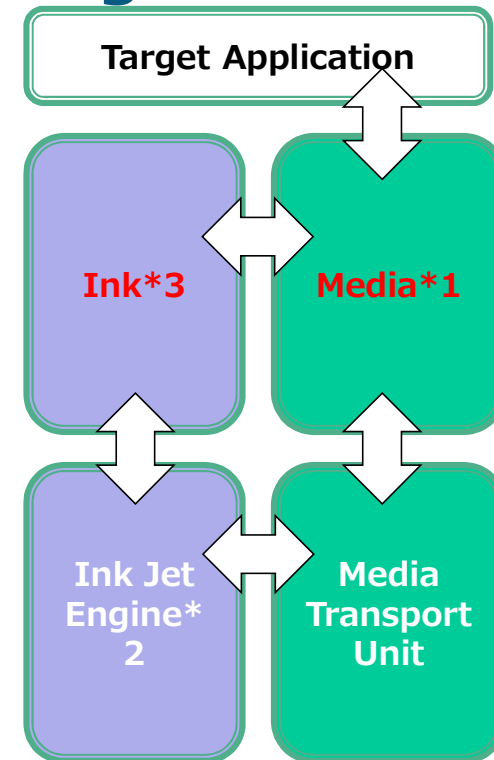 Target Application
Ink*3
Media*1
Ink Jet
Engine*
2
Media
Transport
Unit